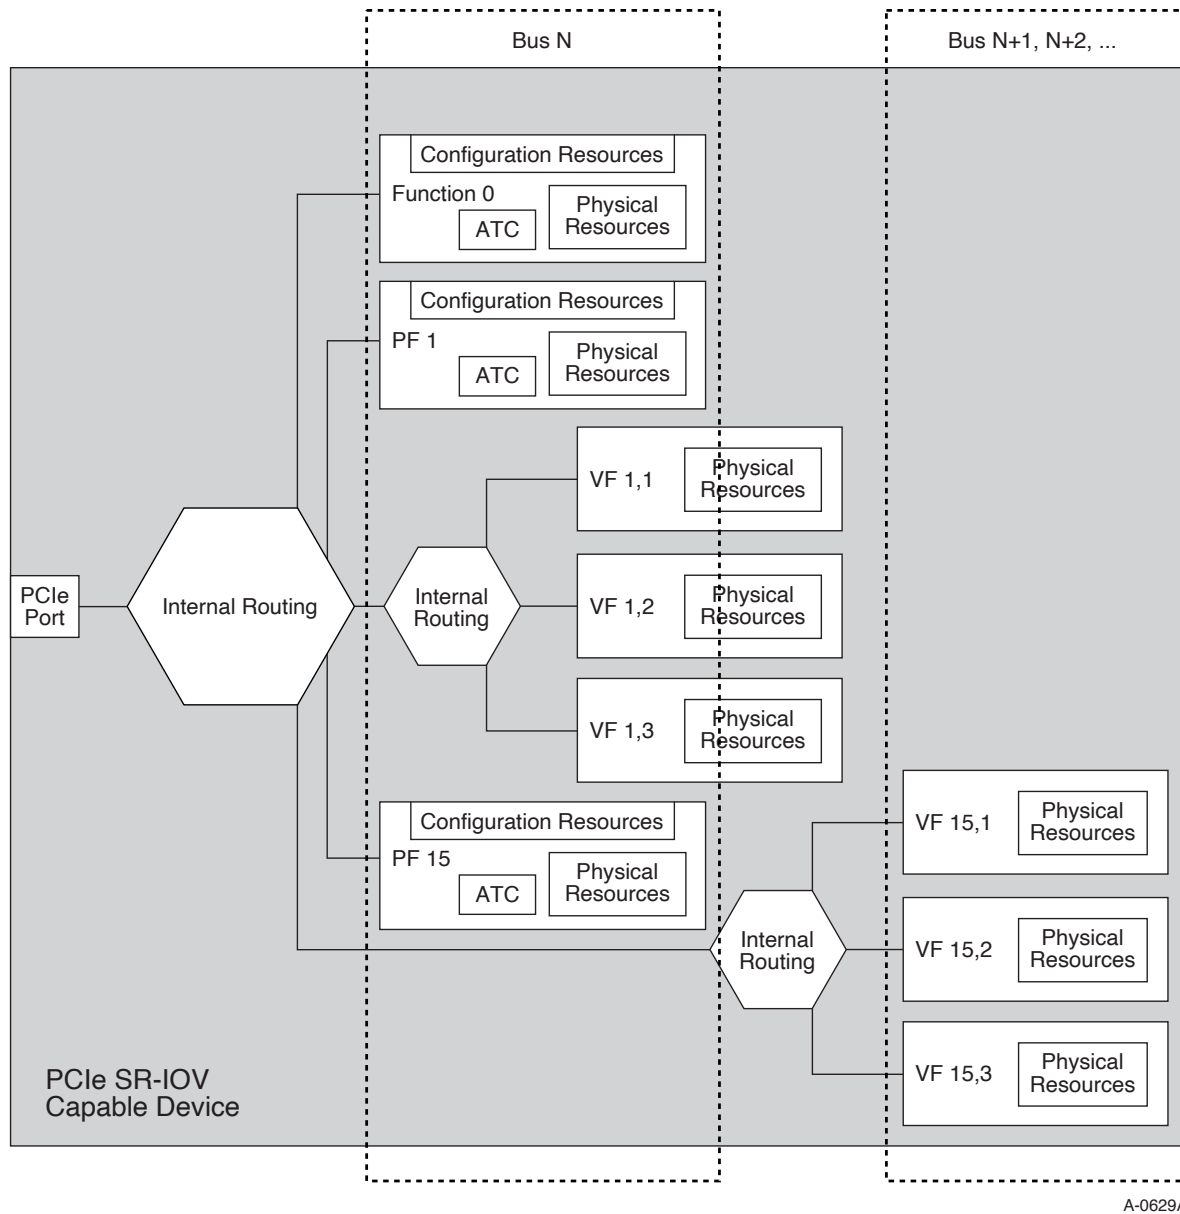 Bus N
Bus N+1, N+2, ...
Configuration Resources
Function 0
ATC
Physical
Resources
Configuration Resources
PF 1
ATC
Physical
Resources
VF 1,1
Physical
Resources
PCIe
Port
Internal Routing
Internal
Routing
VF 1,2
Physical
Resources
VF 1,3
Physical
Resources
Configuration Resources
PF 15
ATC
Physical
Resources
VF 15,1
Physical
Resources
Internal
Routing
VF 15,2
Physical
Resources
VF 15,3
Physical
Resources
PCIe SR-IOV
Capable Device
A-0629A